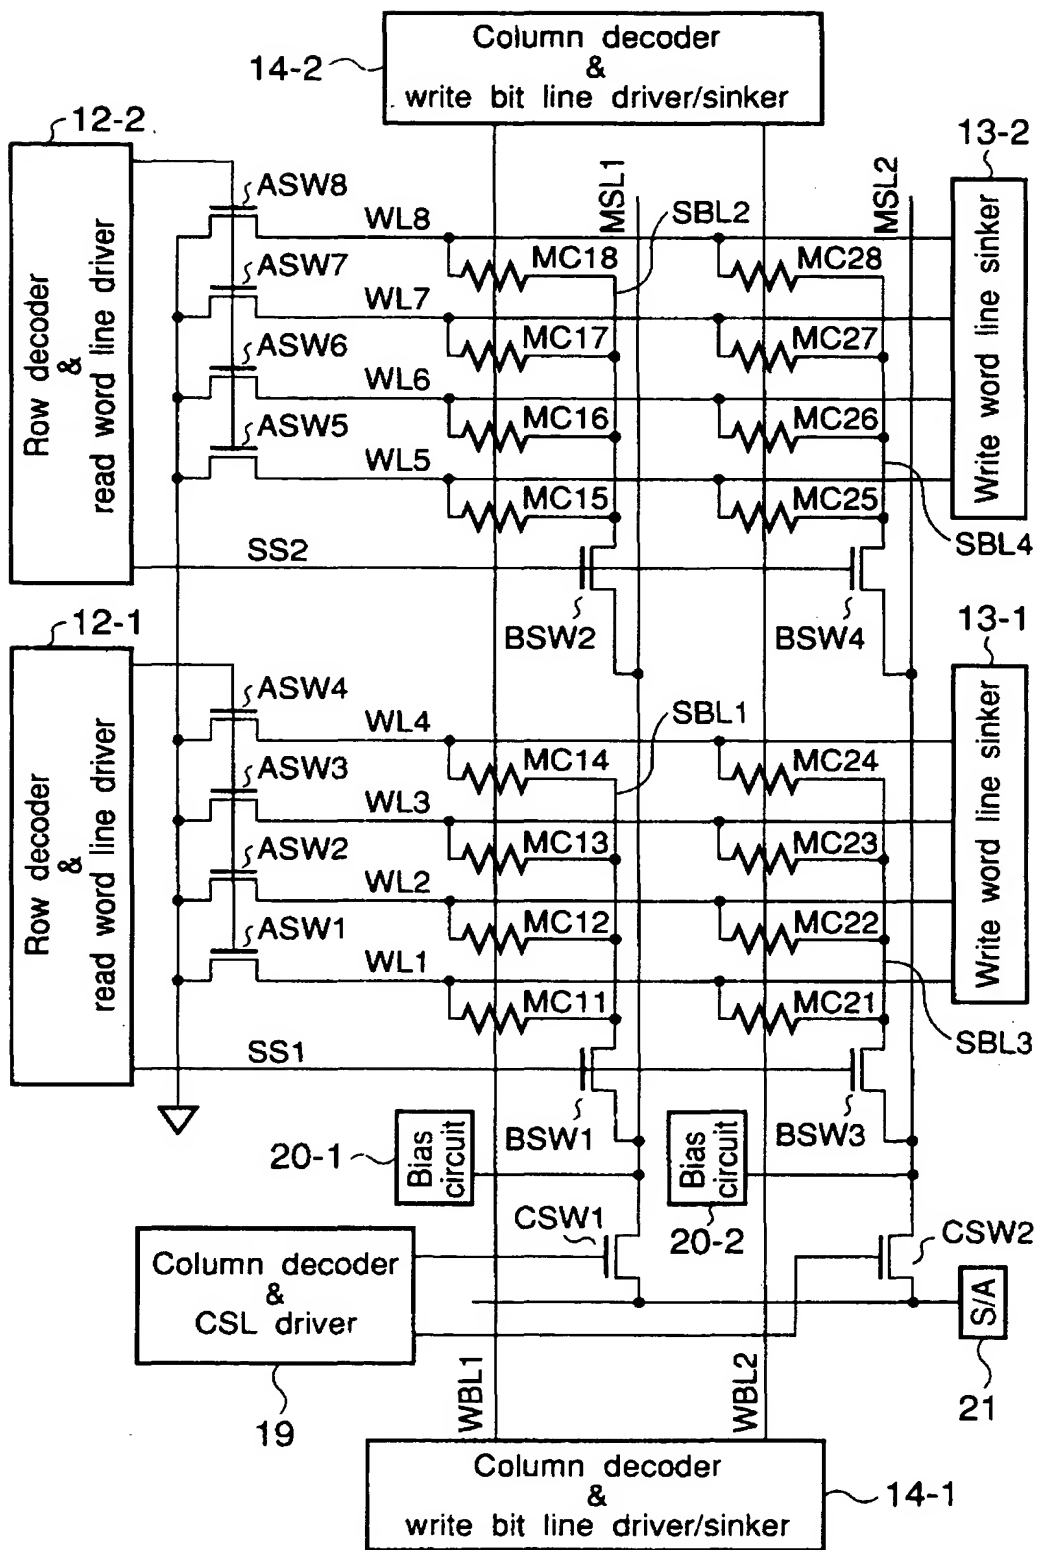 Column decoder
&
write bit line driver/sinker
14-2
12-2
13-2
Row decoder
&
read word line driver
ASW8
WL8
MSL1
SBL2
MSL2
Write word line sinker
MC18
MC28
ASW7
WL7
MC17
MC27
ASW6
WL6
MC16
MC26
ASW5
WL5
MC15
MC25
SS2
SBL4
BSW2
BSW4
12-1
13-1
Row decoder
&
read word line driver
ASW4
WL4
SBL1
Write word line sinker
MC14
MC24
ASW3
WL3
MC13
MC23
ASW2
WL2
MC12
MC22
ASW1
WL1
MC11
MC21
SS1
SBL3
BSW1
BSW3
20-1
Bias
circuit
Bias
circuit
20-2
CSW1
CSW2
Column decoder
&
CSL driver
S/A
19
WBL1
WBL2
21
Column decoder
&
write bit line driver/sinker
14-1